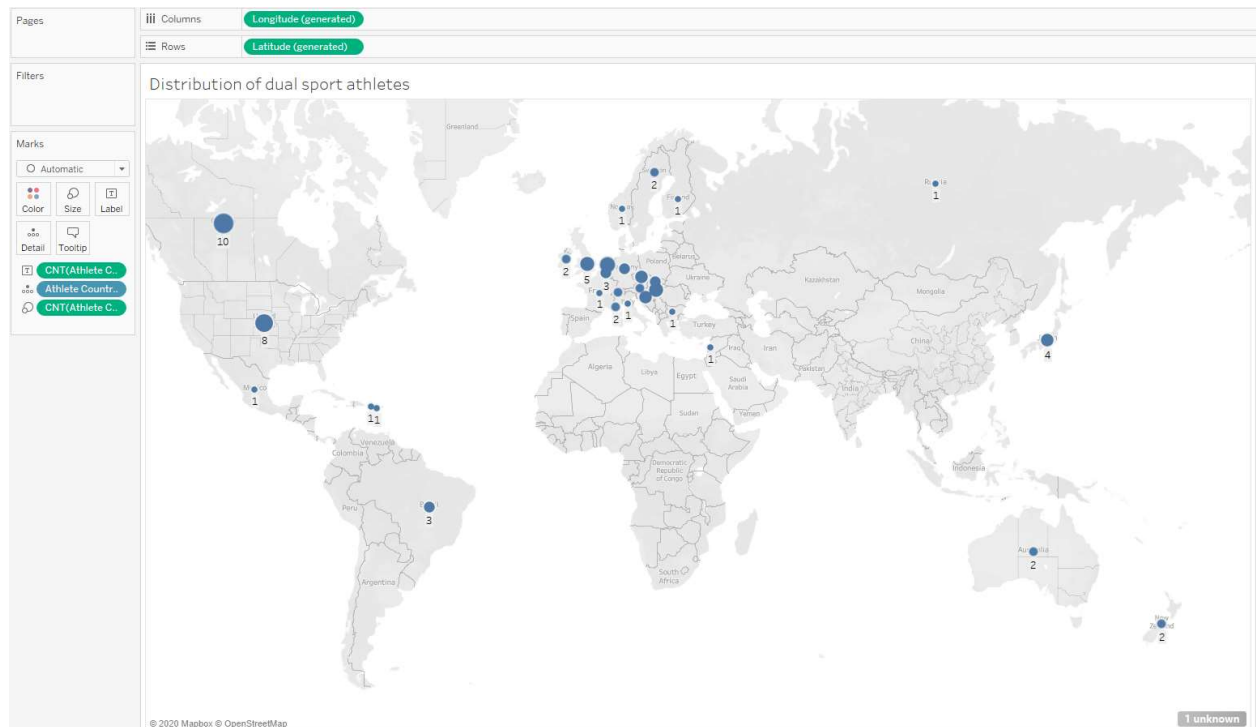 Pages
Columns
Longitude (generated)
Rows
Latitude (generated)
Filters
Distribution of dual sport athletes
Marks
Automatic
Color
Size
Label
Detail
Tooltip
CNT(Athlete C..
Athlete Countr..
CNT(Athlete C..
Greenland
2
1
1
1
10
2
5
3
Poland
Belarus
Ukraine
Kazakhstan
Mongolia
1
2
1
1
Spain
Turkey
8
1
Iraq
Iran
China
4
Algeria
Libya
Egypt
Saudi
Arabia
Pakistan
India
1
1
1
Sudan
Yemen
Venezuela
Colombia
Democratic
Republic
of Congo
Indonesia
Peru
3
2
Argentina
South
Africa
New
2
© 2020 Mapbox © OpenStreetMap
1 unknown